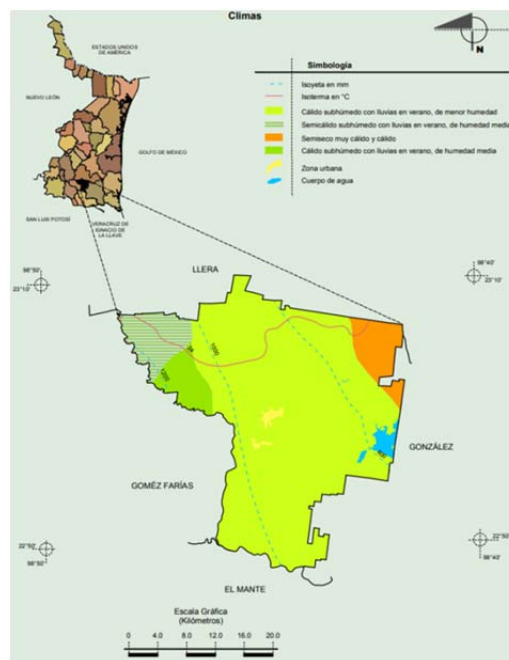 Climas
ESTADOS UNIDOS
DE AMÉRICA
NUEVO LEÓN
GOLFO DE MÉXICO
SAN LUIS POTOSÍ
VERACRUZ DE
IGNACIO DE
LA LLAVE
N
Simbología
Isoyeta en mm
Isoterma en °C
Cálido subhúmedo con lluvias en verano, de menor humedad
Semicálido subhúmedo con lluvias en verano, de humedad media
Semiseco muy cálido y cálido
Cálido subhúmedo con lluvias en verano, de humedad media
Zona urbana
Cuerpo de agua
LLERA
98°50'
23°10'
98°40'
23°10'
1000
1200
GONZÁLEZ
GOMÉZ FARÍAS
22°50'
98°50'
22°50'
98°40'
EL MANTE
Escala Gráfica
(Kilómetros)
0 4.0 8.0 12.0 16.0 20.0